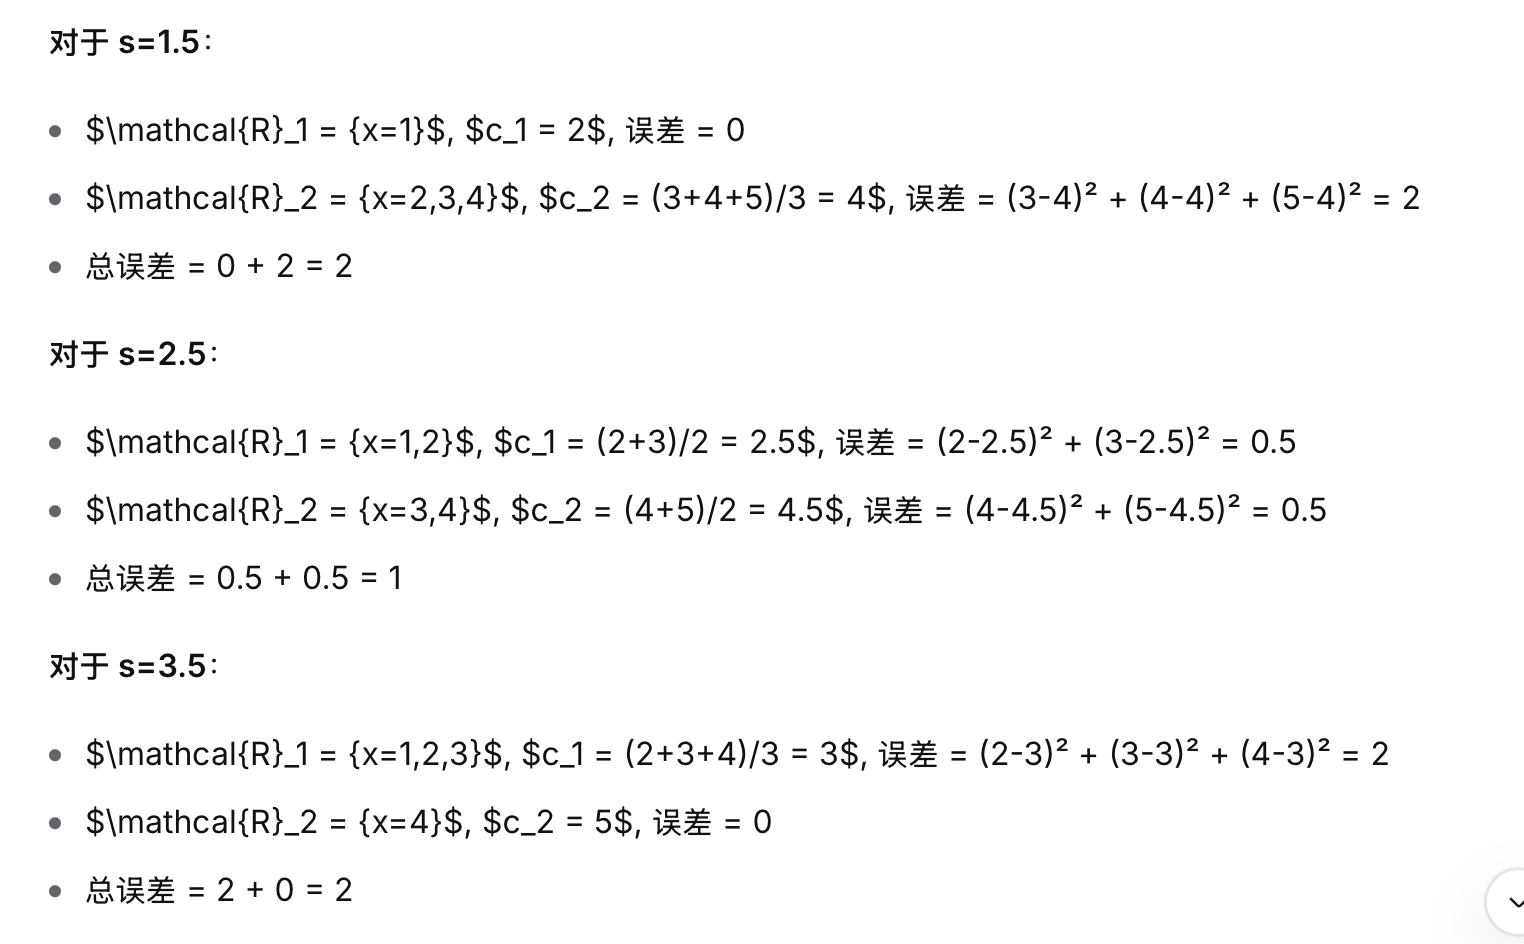 对于 s=1.5：
$\mathcal{R}_1 = {x=1}$, $c_1 = 2$, 误差 = 0
$\mathcal{R}_2 = {x=2,3,4}$, $c_2 = (3+4+5)/3 = 4$, 误差 = (3-4)² + (4-4)² + (5-4)² = 2
总误差 = 0 + 2 = 2
对于 s=2.5：
$\mathcal{R}_1 = {x=1,2}$, $c_1 = (2+3)/2 = 2.5$, 误差 = (2-2.5)² + (3-2.5)² = 0.5
$\mathcal{R}_2 = {x=3,4}$, $c_2 = (4+5)/2 = 4.5$, 误差 = (4-4.5)² + (5-4.5)² = 0.5
总误差 = 0.5 + 0.5 = 1
对于 s=3.5：
$\mathcal{R}_1 = {x=1,2,3}$, $c_1 = (2+3+4)/3 = 3$, 误差 = (2-3)² + (3-3)² + (4-3)² = 2
$\mathcal{R}_2 = {x=4}$, $c_2 = 5$, 误差 = 0
总误差 = 2 + 0 = 2